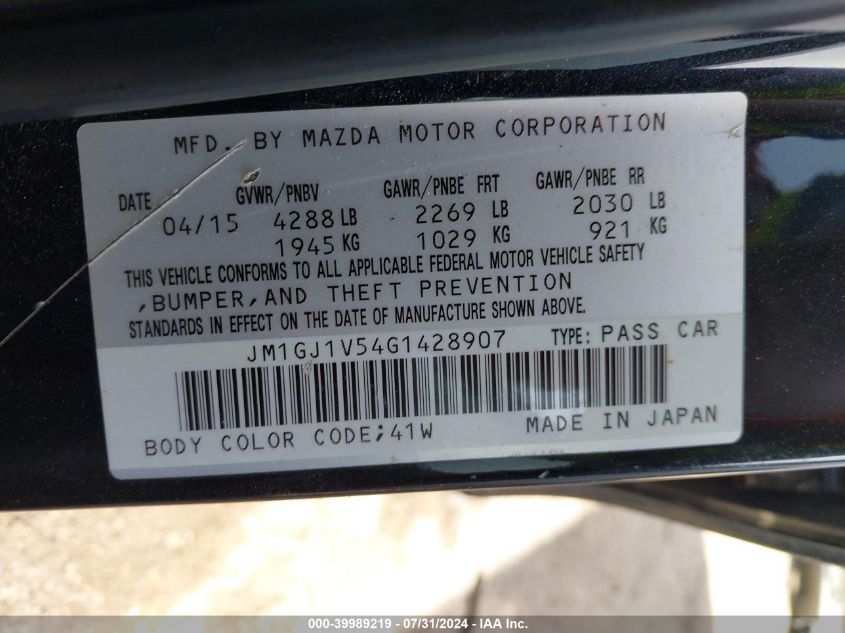 MFD. BY MAZDA MOTOR CORPORATION
DATE GVWR/PNBV GAWR/PNBE FRT GAWR/PNBE RR
04/15 4288 LB 2269 LB 2030 LB
1945 KG 1029 KG 921 KG
THIS VEHICLE CONFORMS TO ALL APPLICABLE FEDERAL MOTOR VEHICLE SAFETY
,BUMPER,AND THEFT PREVENTION
STANDARDS IN EFFECT ON THE DATE OF MANUFACTURE SHOWN ABOVE.
JM1GJ1V54G1428907 TYPE: PASS CAR
BODY COLOR CODE;41W MADE IN JAPAN
000-39989219 - 07/31/2024 - IAA Inc.